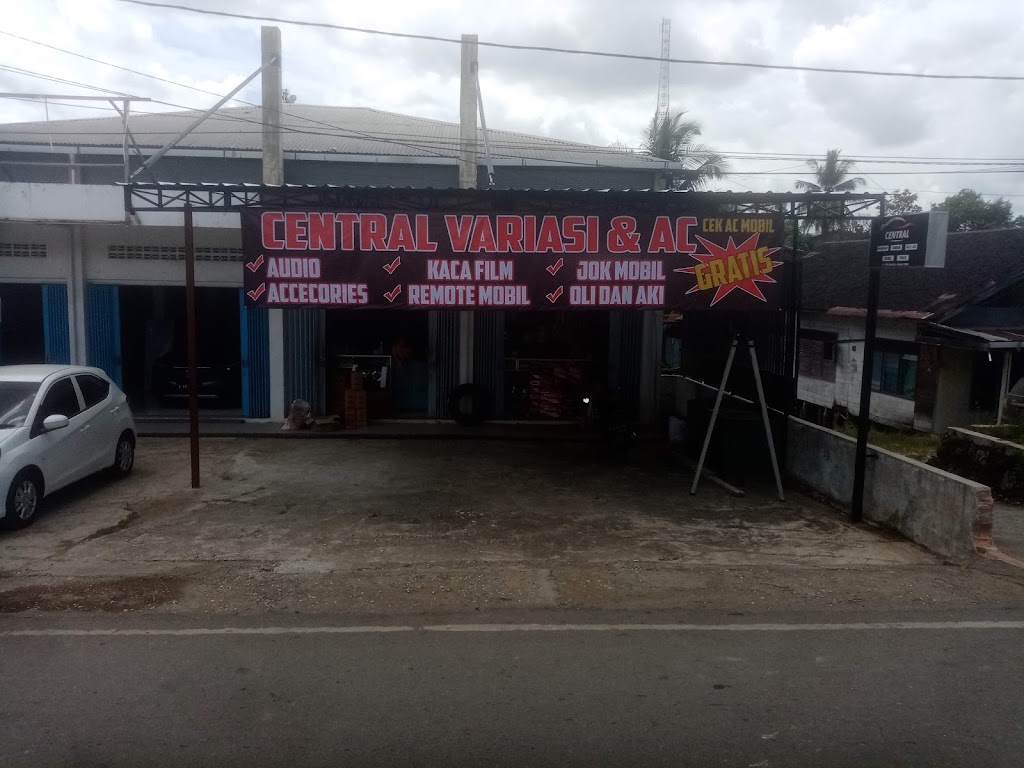 CENTRAL VARIASI & AC
CEK AC MOBIL
GRATIS
AUDIO
KACA FILM
JOK MOBIL
ACCECORIES
REMOTE MOBIL
OLI DAN AKI
CENTRAL